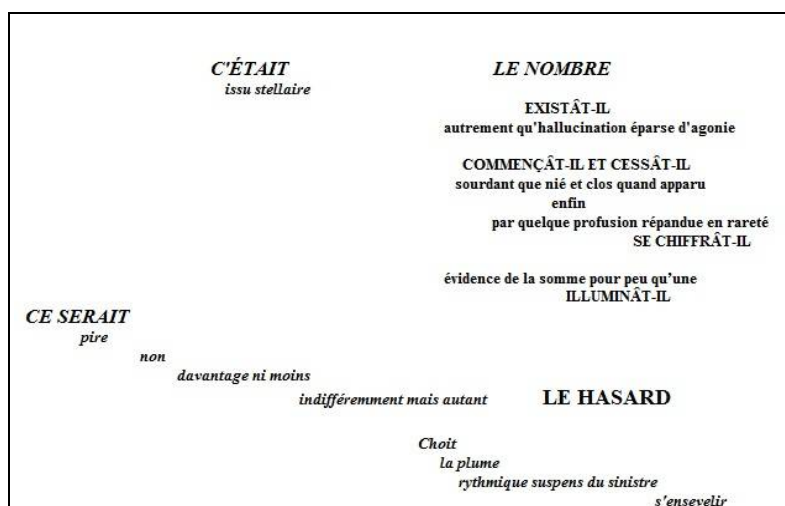 C'ÉTAIT LE NOMBRE
issu stellaire
EXISTÂT-IL
autrement qu'hallucination éparse d'agonie
COMMENÇÂT-IL ET CESSÂT-IL
sourdant que nié et clos quand apparu
enfin
par quelque profusion répandue en rareté
SE CHIFFRÂT-IL
évidence de la somme pour peu qu'une
ILLUMINÂT-IL
CE SERAIT
pire
non
davantage ni moins
indifféremment mais autant LE HASARD
Choit
la plume
rythmique suspens du sinistre
s'ensevelir